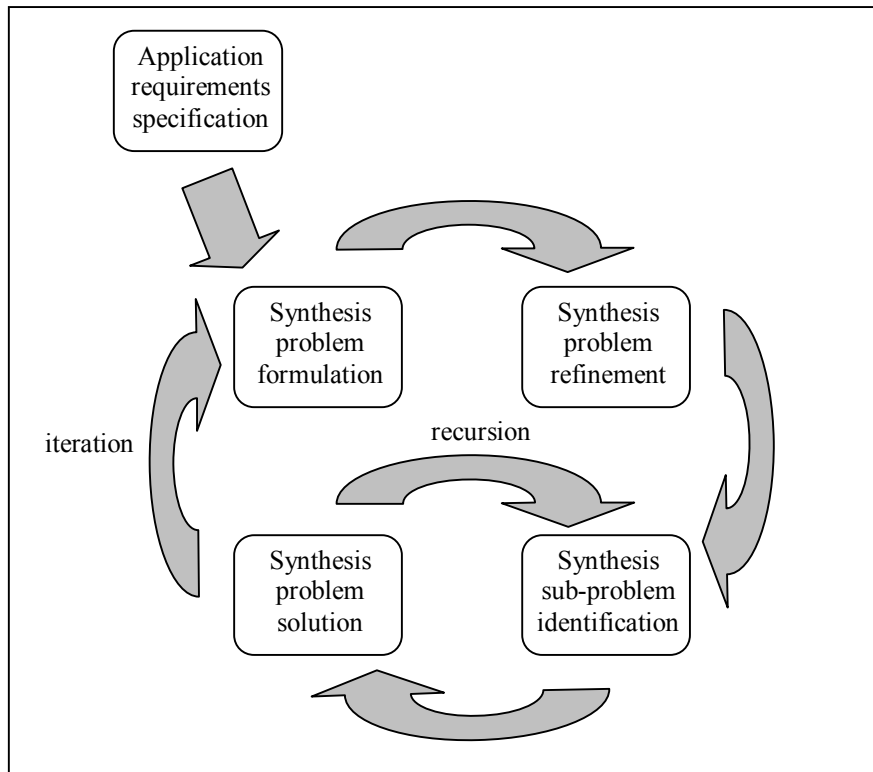 Application
requirements
specification
Synthesis
problem
formulation
Synthesis
problem
refinement
iteration
recursion
Synthesis
problem
solution
Synthesis
sub-problem
identification